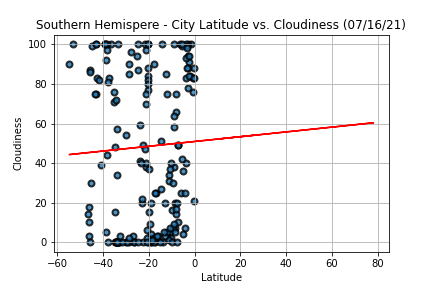 Southern Hemispere - City Latitude vs. Cloudiness (07/16/21)
100
80
60
40
20
0
Cloudiness
−60 −40 −20 0 20 40 60 80
Latitude